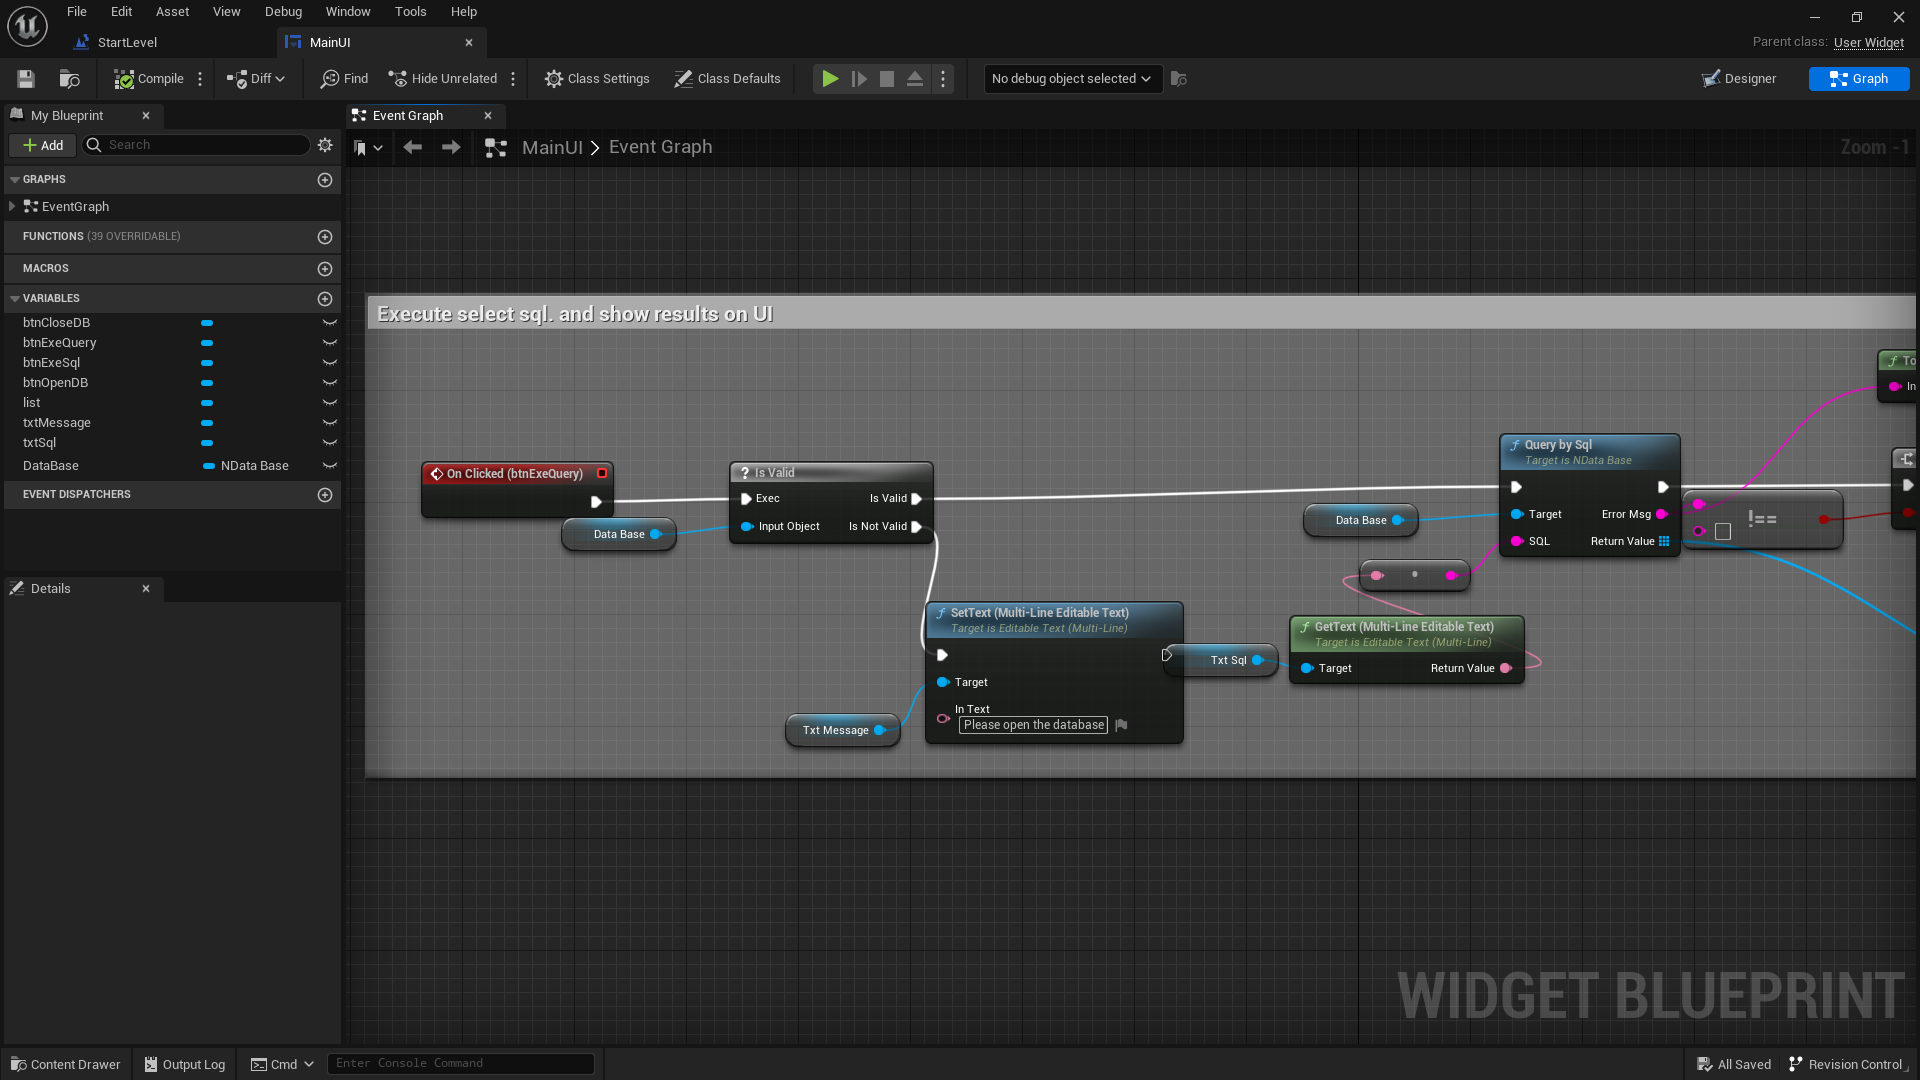 File Edit Asset View Debug Window Tools Help
StartLevel
MainUI
Parent class: User Widget
Compile
Diff
Find
Hide Unrelated
Class Settings
Class Defaults
No debug object selected
Designer
Graph
My Blueprint
Event Graph
Add
Search
MainUI > Event Graph
Zoom -1
GRAPHS
EventGraph
FUNCTIONS (39 OVERRIDABLE)
MACROS
VARIABLES
btnCloseDB
btnExeQuery
btnExeSql
btnOpenDB
list
txtMessage
txtSql
DataBase NData Base
EVENT DISPATCHERS
Details
Execute select sql. and show results on UI
On Clicked (btnExeQuery)
Data Base
? Is Valid
Exec Is Valid
Input Object Is Not Valid
SetText (Multi-Line Editable Text)
Target is Editable Text (Multi-Line)
Target
In Text
Please open the database
Txt Message
Txt Sql
GetText (Multi-Line Editable Text)
Target is Editable Text (Multi-Line)
Target Return Value
Data Base
Query by Sql
Target is NData Base
Target Error Msg
SQL Return Value
!==
To
In
WIDGET BLUEPRINT
Content Drawer
Output Log
Cmd
Enter Console Command
All Saved
Revision Control